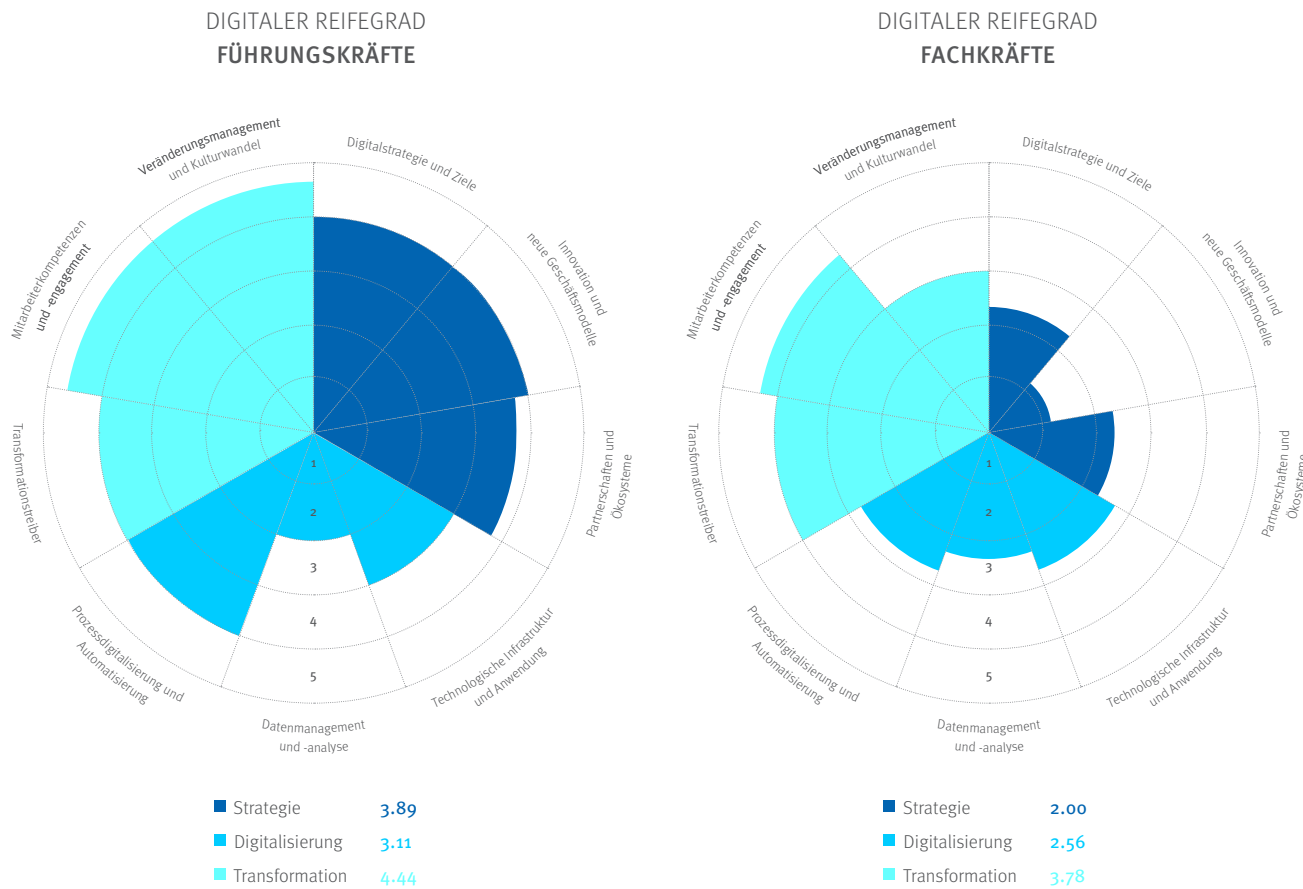 DIGITALER REIFEGRAD
FÜHRUNGSKRÄFTE
Veränderungsmanagement
und Kulturwandel
Digitalstrategie und Ziele
Innovation und
neue Geschäftsmodelle
Partnerschaften und
Ökosysteme
Technologische Infrastruktur
und Anwendung
Datenmanagement
und -analyse
Prozessdigitalisierung und
Automatisierung
Transformationstreiber
Mitarbeiterkompetenzen
und -engagement
1
2
3
4
5
Strategie 3.89
Digitalisierung 3.11
Transformation 4.44
DIGITALER REIFEGRAD
FACHKRÄFTE
Veränderungsmanagement
und Kulturwandel
Digitalstrategie und Ziele
Innovation und
neue Geschäftsmodelle
Partnerschaften und
Ökosysteme
Technologische Infrastruktur
und Anwendung
Datenmanagement
und -analyse
Prozessdigitalisierung und
Automatisierung
Transformationstreiber
Mitarbeiterkompetenzen
und -engagement
1
2
3
4
5
Strategie 2.00
Digitalisierung 2.56
Transformation 3.78